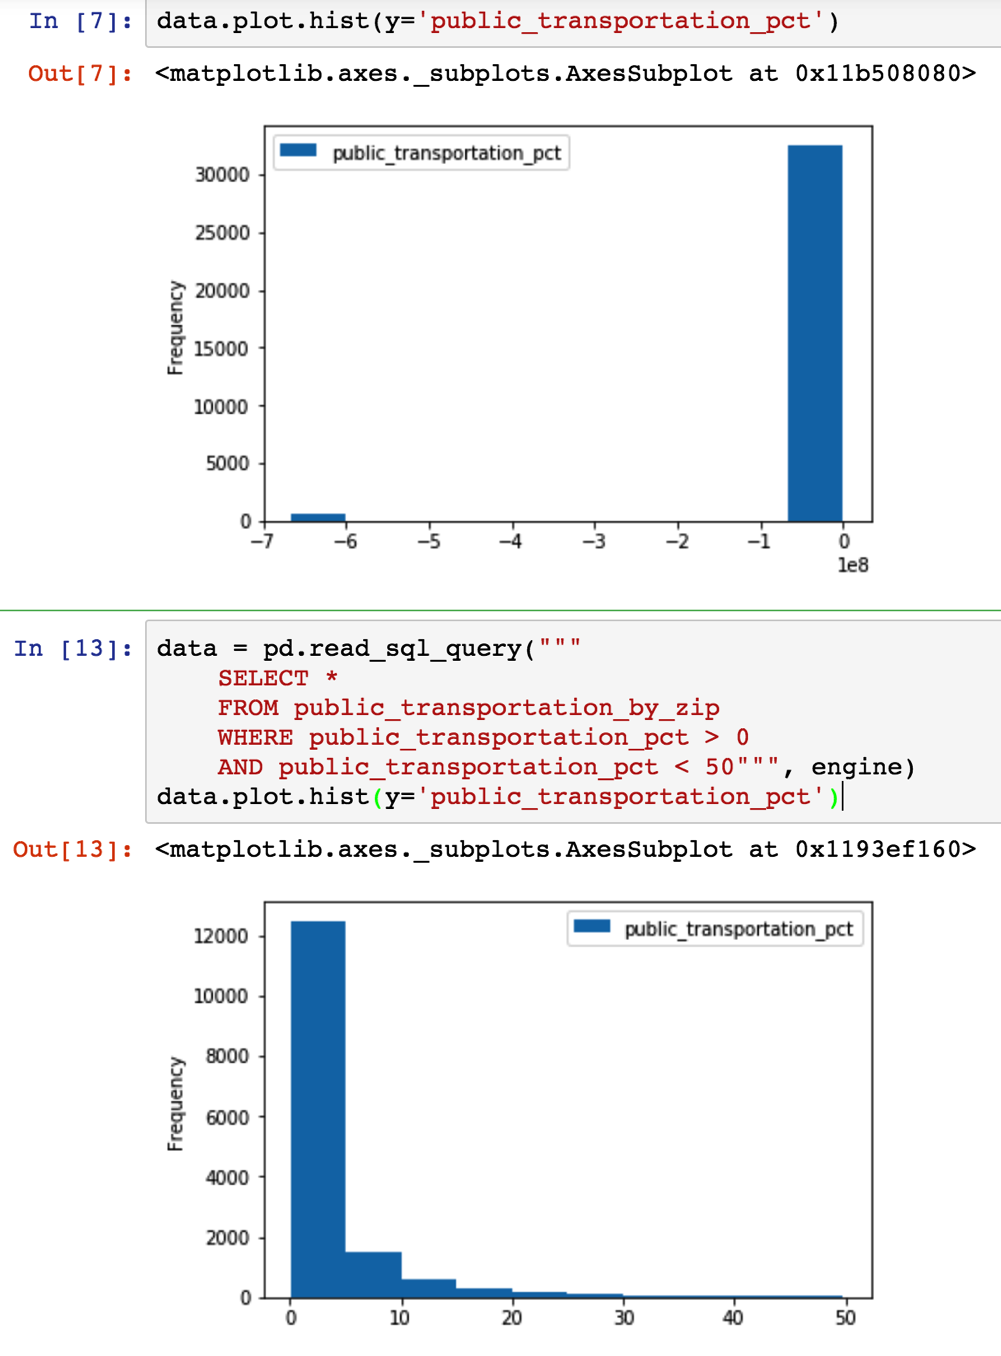 In [7]: data.plot.hist(y='public_transportation_pct')
Out[7]: <matplotlib.axes._subplots.AxesSubplot at 0x11b508080>
public_transportation_pct
30000
25000
20000
15000
10000
5000
0
Frequency
−7 −6 −5 −4 −3 −2 −1 0
1e8
In [13]: data = pd.read_sql_query("""
SELECT *
FROM public_transportation_by_zip
WHERE public_transportation_pct > 0
AND public_transportation_pct < 50""", engine)
data.plot.hist(y='public_transportation_pct')
Out[13]: <matplotlib.axes._subplots.AxesSubplot at 0x1193ef160>
public_transportation_pct
12000
10000
8000
6000
4000
2000
0
Frequency
0 10 20 30 40 50